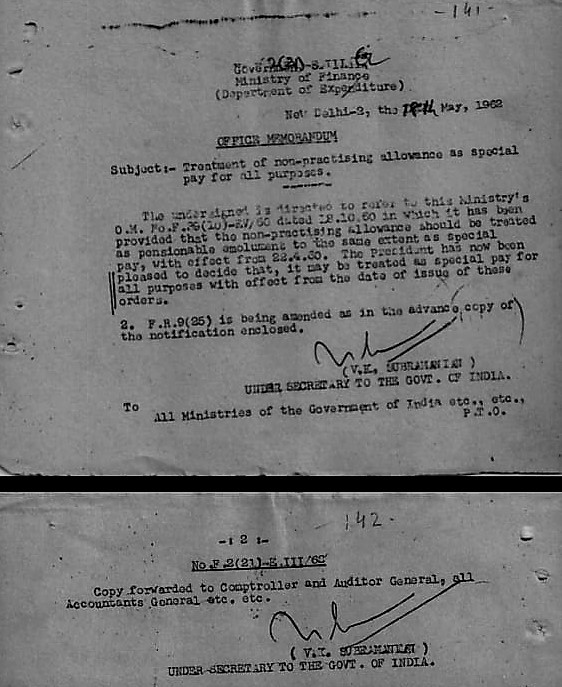 -141-
Ministry of Finance
(Department of Expenditure)
New Delhi-2, the May, 1962
OFFICE MEMORANDUM
Subject:- Treatment of non-practising allowance as special
pay for all purposes.
The undersigned is directed to refer to this Ministry's
O.M. dated 18.10.60 in which it has been
provided that the non-practising allowance should be treated
as pensionable emolument to the same extent as special
pay, with effect from 22.4.60. The President has now been
pleased to decide that, it may be treated as special pay for
all purposes with effect from the date of issue of these
orders.
2. F.R.9(25) is being amended as in the advance copy of
the notification enclosed.
(V.K. SUBRAMANIAN )
UNDER SECRETARY TO THE GOVT. OF INDIA.
To
All Ministries of the Government of India etc., etc.,
P.T.O.
142-
-: 2 :-
No.F.2(21)-E.III/62
Copy forwarded to Comptroller and Auditor General, all
Accountants General etc. etc.
( V.K. SUBRAMANIAN )
UNDER SECRETARY TO THE GOVT. OF INDIA.